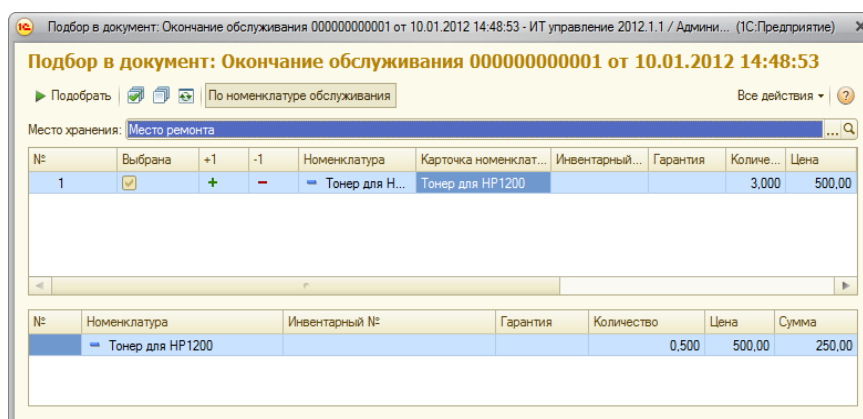 Подбор в документ: Окончание обслуживания 000000000001 от 10.01.2012 14:48:53 - ИТ управление 2012.1.1 / Админи... (1С:Предприятие)
Подбор в документ: Окончание обслуживания 000000000001 от 10.01.2012 14:48:53
Подобрать По номенклатуре обслуживания Все действия
Место хранения: Место ремонта ...
№ Выбрана +1 -1 Номенклатура Карточка номенклат... Инвентарный... Гарантия Количе... Цена
1 Тонер для Н... Тонер для HP1200 3,000 500,00
№ Номенклатура Инвентарный № Гарантия Количество Цена Сумма
Тонер для HP1200 0,500 500,00 250,00